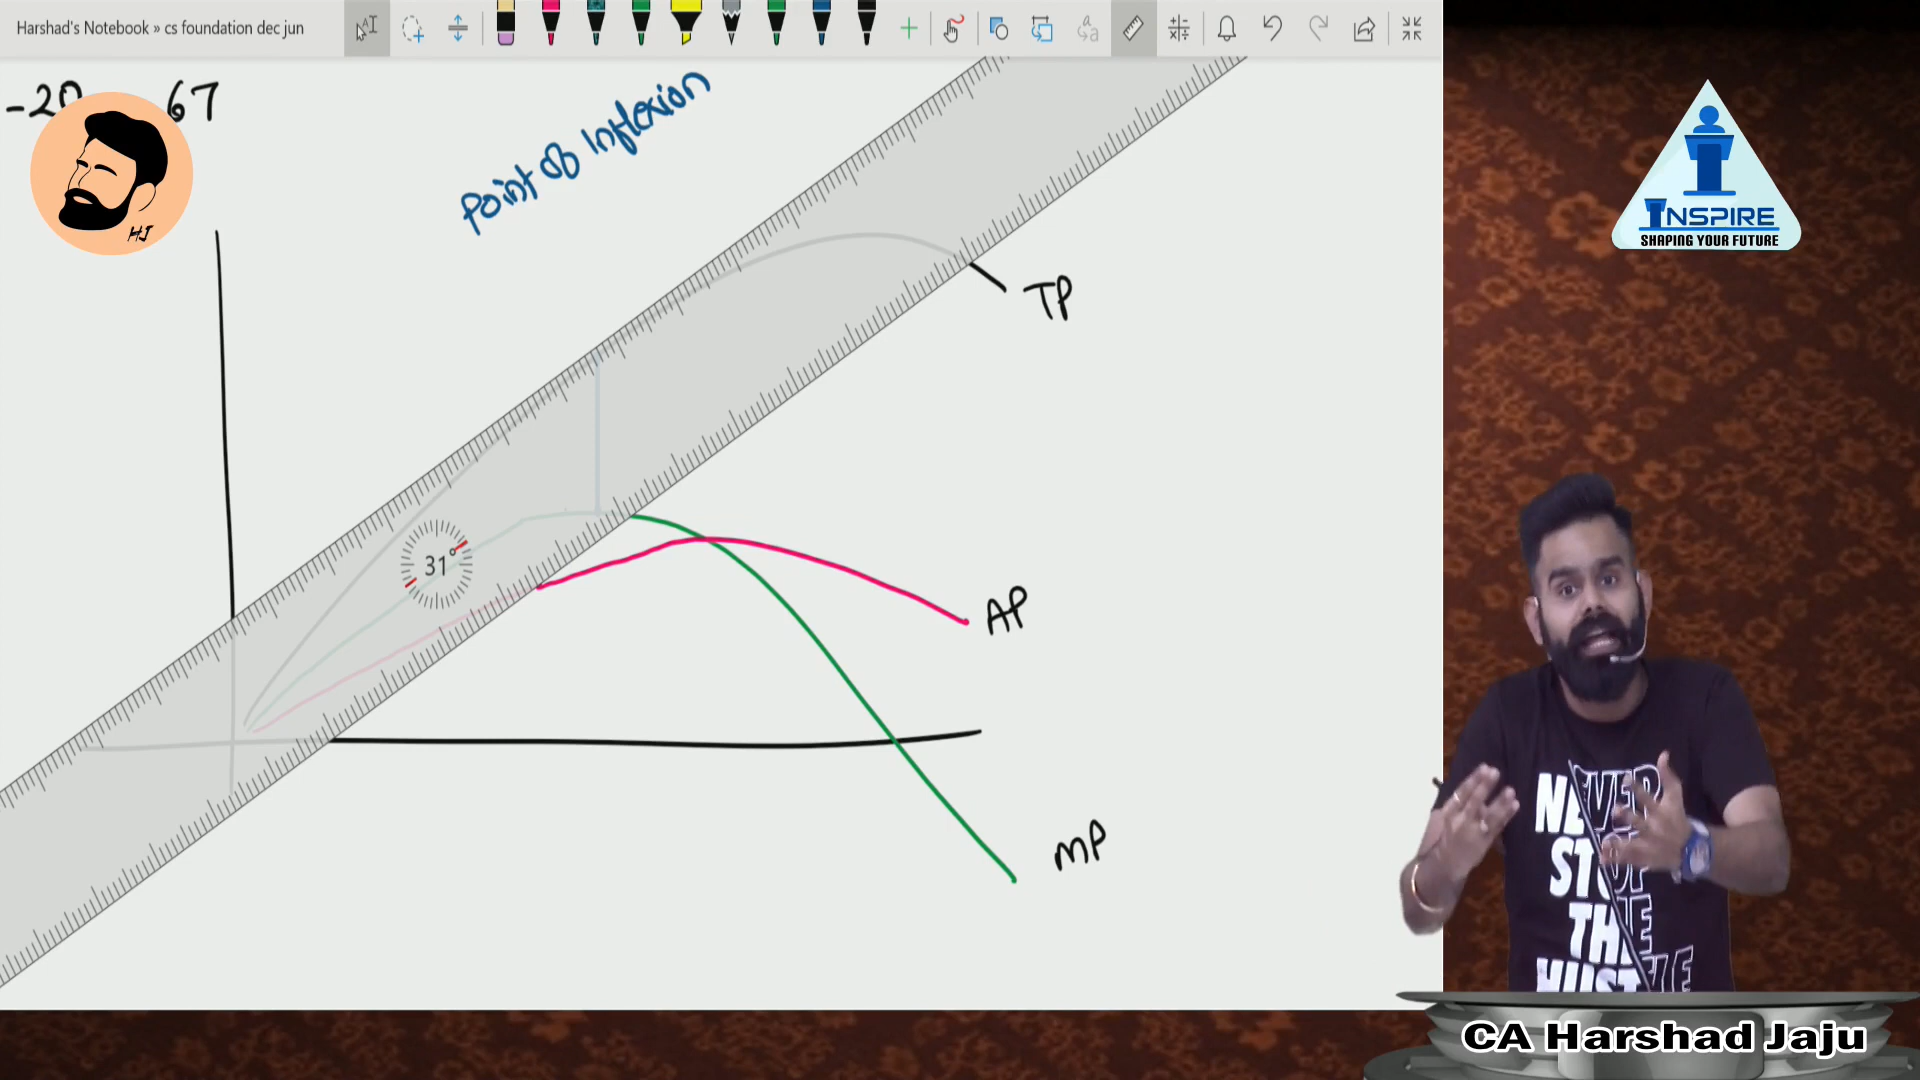 Harshad's Notebook » cs foundation dec jun
-20 67
HJ
Point of Inflexion
TP
31°
AP
MP
INSPIRE
SHAPING YOUR FUTURE
NEVER
STOP
THE
HUSTLE
CA Harshad Jaju